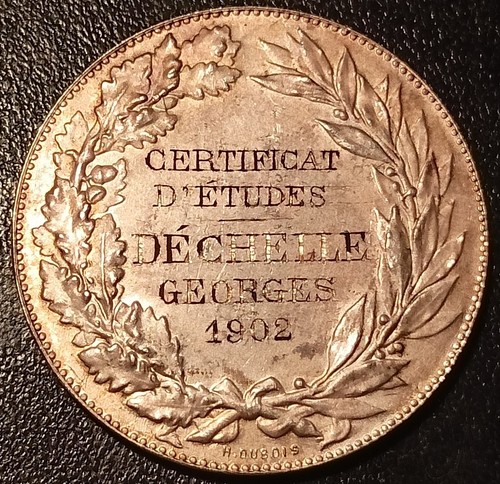 CERTIFICAT
D'ÉTUDES
DÉCHELLE
GEORGES
1902
H. DUBOIS